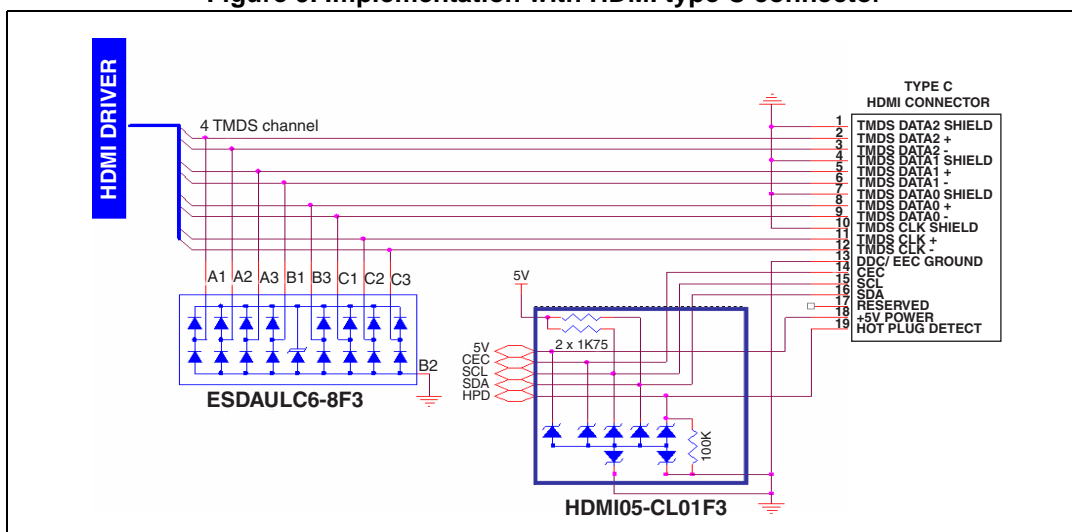 Figure 9. Implementation with HDMI type C connector
HDMI DRIVER
4 TMDS channel
TYPE C
HDMI CONNECTOR
1 TMDS DATA2 SHIELD
2 TMDS DATA2 +
3 TMDS DATA2 -
4 TMDS DATA1 SHIELD
5 TMDS DATA1 +
6 TMDS DATA1 -
7 TMDS DATA0 SHIELD
8 TMDS DATA0 +
9 TMDS DATA0 -
10 TMDS CLK SHIELD
11 TMDS CLK +
12 TMDS CLK -
13 DDC/ EEC GROUND
14 CEC
15 SCL
16 SDA
17 RESERVED
18 +5V POWER
19 HOT PLUG DETECT
A1 A2 A3 B1 B3 C1 C2 C3
B2
ESDAULC6-8F3
5V
2 x 1K75
5V
CEC
SCL
SDA
HPD
100K
HDMI05-CL01F3